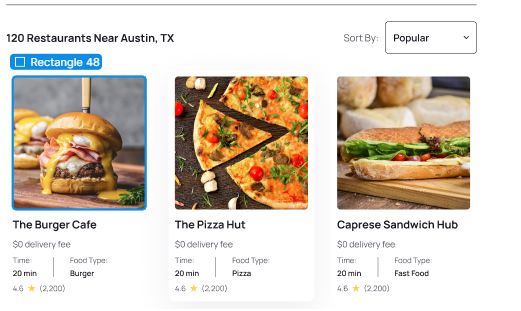 120 Restaurants Near Austin, TX
Sort By:
Popular
Rectangle 48
The Burger Cafe
$0 delivery fee
Time:
Food Type:
20 min
Burger
4.6 ★ (2,200)
The Pizza Hut
$0 delivery fee
Time:
Food Type:
20 min
Pizza
4.6 ★ (2,200)
Caprese Sandwich Hub
$0 delivery fee
Time:
Food Type:
20 min
Fast Food
4.6 ★ (2,200)